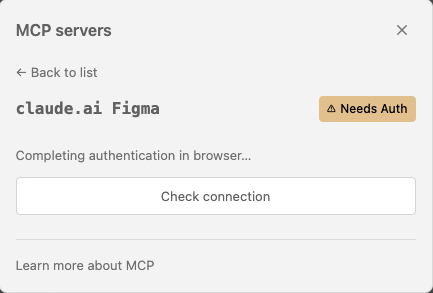 MCP servers
← Back to list
claude.ai Figma
Needs Auth
Completing authentication in browser...
Check connection
Learn more about MCP